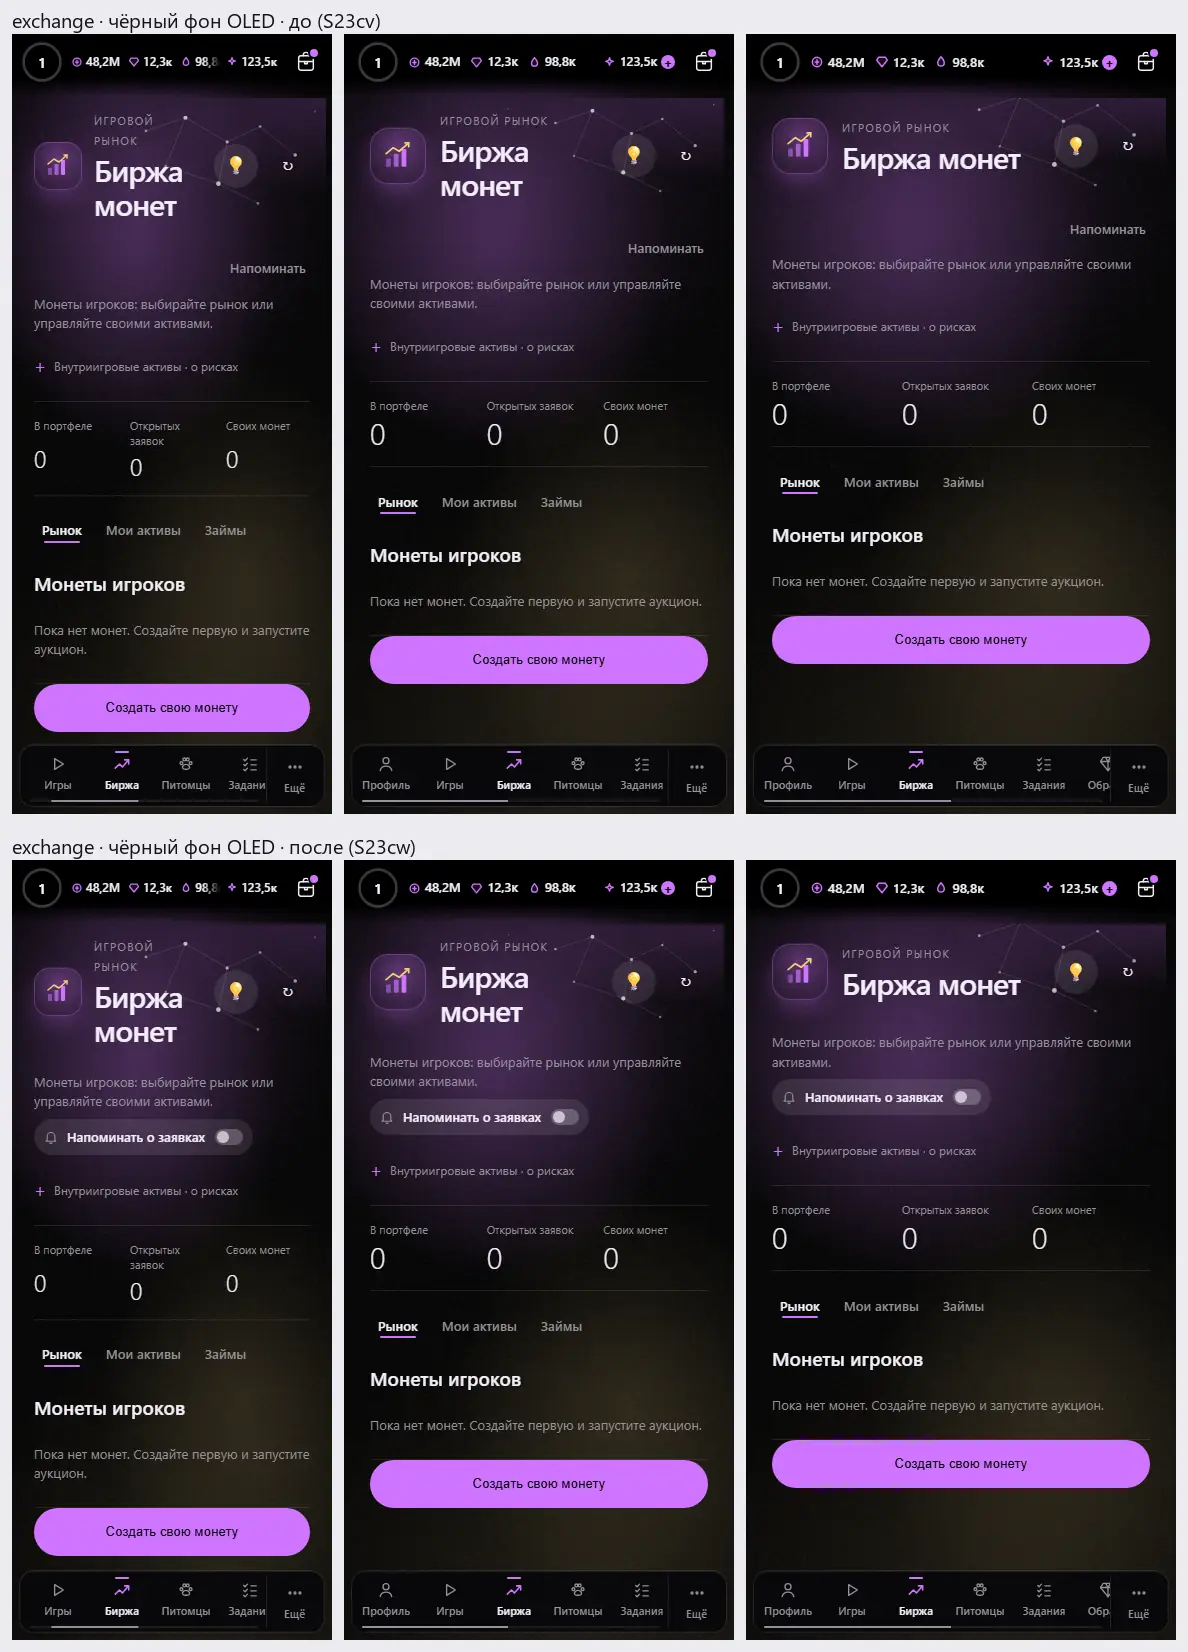 exchange · чёрный фон OLED · до (S23cv)
1 48,2M 12,3к 98,8 123,5к
ИГРОВОЙ
РЫНОК
Биржа
монет
Напоминать
Монеты игроков: выбирайте рынок или
управляйте своими активами.
+ Внутриигровые активы · о рисках
В портфеле Открытых заявок Своих монет
0 0 0
Рынок Мои активы Займы
Монеты игроков
Пока нет монет. Создайте первую и запустите
аукцион.
Создать свою монету
Игры Биржа Питомцы Задани Ещё
1 48,2M 12,3к 98,8к 123,5к +
ИГРОВОЙ РЫНОК
Биржа
монет
Напоминать
Монеты игроков: выбирайте рынок или управляйте
своими активами.
+ Внутриигровые активы · о рисках
В портфеле Открытых заявок Своих монет
0 0 0
Рынок Мои активы Займы
Монеты игроков
Пока нет монет. Создайте первую и запустите аукцион.
Создать свою монету
Профиль Игры Биржа Питомцы Задания Ещё
1 48,2M 12,3к 98,8к 123,5к +
ИГРОВОЙ РЫНОК
Биржа монет
Напоминать
Монеты игроков: выбирайте рынок или управляйте своими
активами.
+ Внутриигровые активы · о рисках
В портфеле Открытых заявок Своих монет
0 0 0
Рынок Мои активы Займы
Монеты игроков
Пока нет монет. Создайте первую и запустите аукцион.
Создать свою монету
Профиль Игры Биржа Питомцы Задания Обр Ещё
exchange · чёрный фон OLED · после (S23cw)
1 48,2M 12,3к 98,8 123,5к
ИГРОВОЙ
РЫНОК
Биржа
монет
Монеты игроков: выбирайте рынок или
управляйте своими активами.
Напоминать о заявках
+ Внутриигровые активы · о рисках
В портфеле Открытых заявок Своих монет
0 0 0
Рынок Мои активы Займы
Монеты игроков
Пока нет монет. Создайте первую и запустите
аукцион.
Создать свою монету
Игры Биржа Питомцы Задани Ещё
1 48,2M 12,3к 98,8к 123,5к +
ИГРОВОЙ РЫНОК
Биржа
монет
Монеты игроков: выбирайте рынок или управляйте
своими активами.
Напоминать о заявках
+ Внутриигровые активы · о рисках
В портфеле Открытых заявок Своих монет
0 0 0
Рынок Мои активы Займы
Монеты игроков
Пока нет монет. Создайте первую и запустите аукцион.
Создать свою монету
Профиль Игры Биржа Питомцы Задания Ещё
1 48,2M 12,3к 98,8к 123,5к +
ИГРОВОЙ РЫНОК
Биржа монет
Монеты игроков: выбирайте рынок или управляйте своими
активами.
Напоминать о заявках
+ Внутриигровые активы · о рисках
В портфеле Открытых заявок Своих монет
0 0 0
Рынок Мои активы Займы
Монеты игроков
Пока нет монет. Создайте первую и запустите аукцион.
Создать свою монету
Профиль Игры Биржа Питомцы Задания Обр Ещё